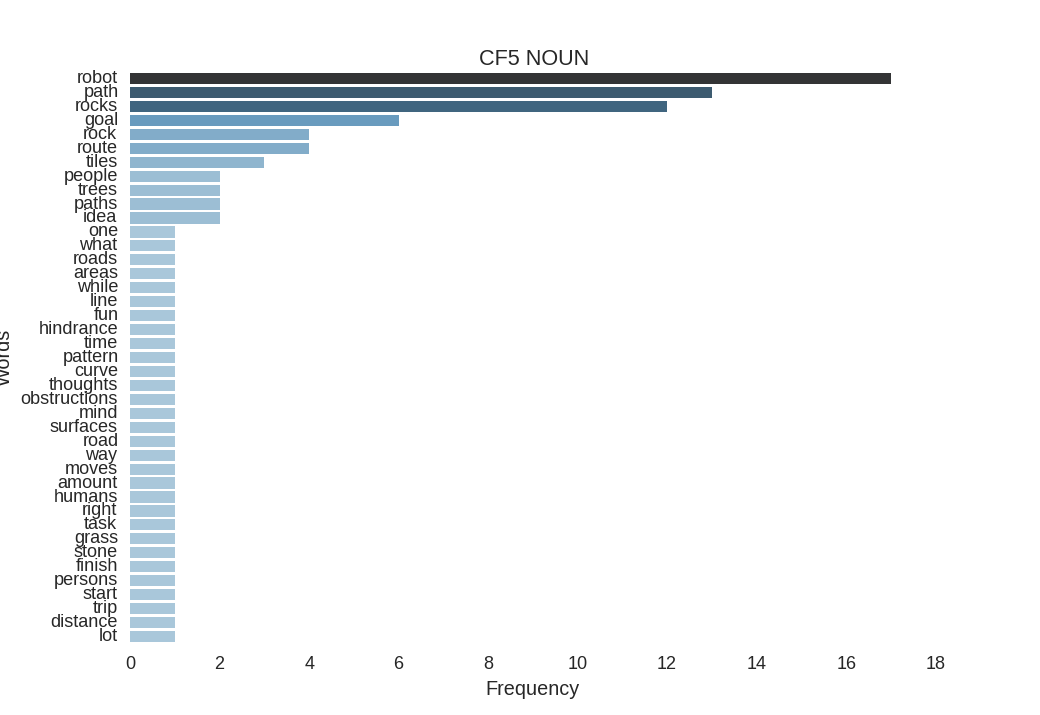 CF5 NOUN
robot
path
rocks
goal
rock
route
tiles
people
trees
paths
idea
one
what
roads
areas
while
line
fun
hindrance
time
pattern
curve
thoughts
obstructions
mind
surfaces
road
way
moves
amount
humans
right
task
grass
stone
finish
persons
start
trip
distance
lot
Words
0 2 4 6 8 10 12 14 16 18
Frequency